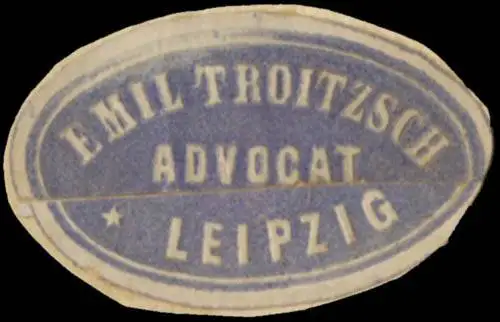 EMIL TROITZSCH
ADVOCAT
* LEIPZIG